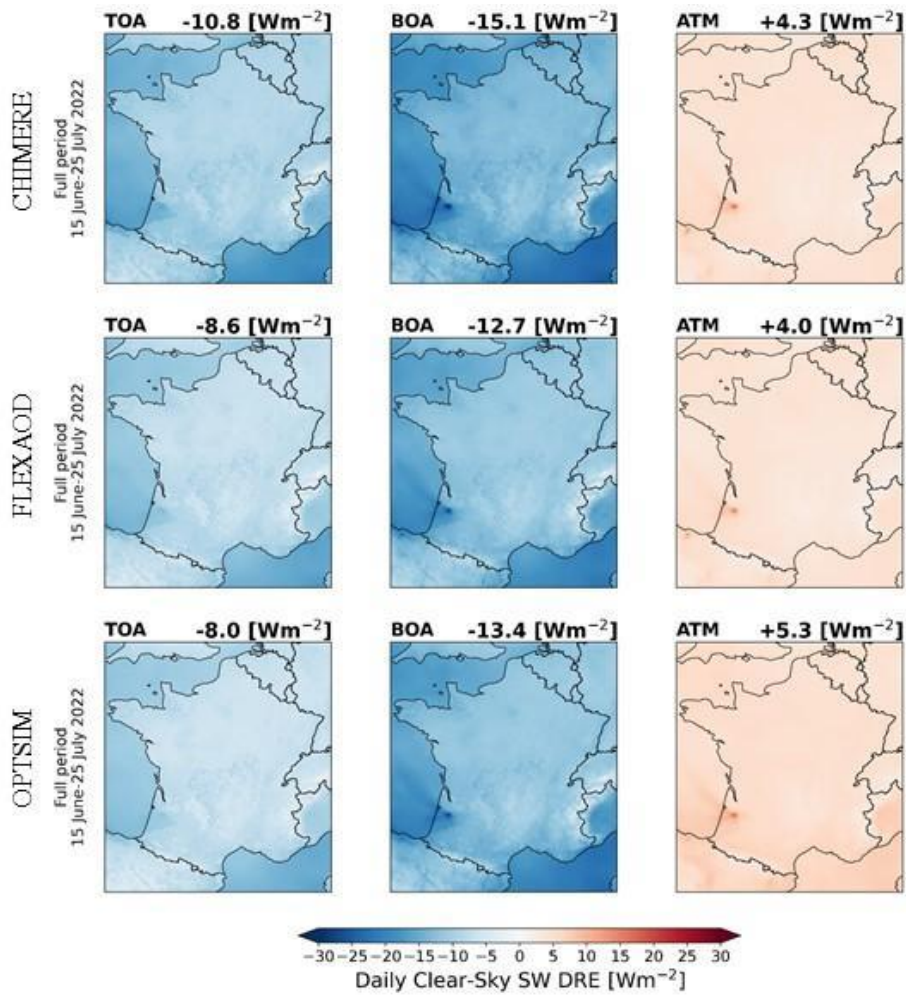 TOA -10.8 [Wm⁻²] BOA -15.1 [Wm⁻²] ATM +4.3 [Wm⁻²]
CHIMERE
Full period
15 June-25 July 2022
TOA -8.6 [Wm⁻²] BOA -12.7 [Wm⁻²] ATM +4.0 [Wm⁻²]
FLEXAOD
Full period
15 June-25 July 2022
TOA -8.0 [Wm⁻²] BOA -13.4 [Wm⁻²] ATM +5.3 [Wm⁻²]
OPTSIM
Full period
15 June-25 July 2022
−30 −25 −20 −15 −10 −5 0 5 10 15 20 25 30
Daily Clear-Sky SW DRE [Wm⁻²]